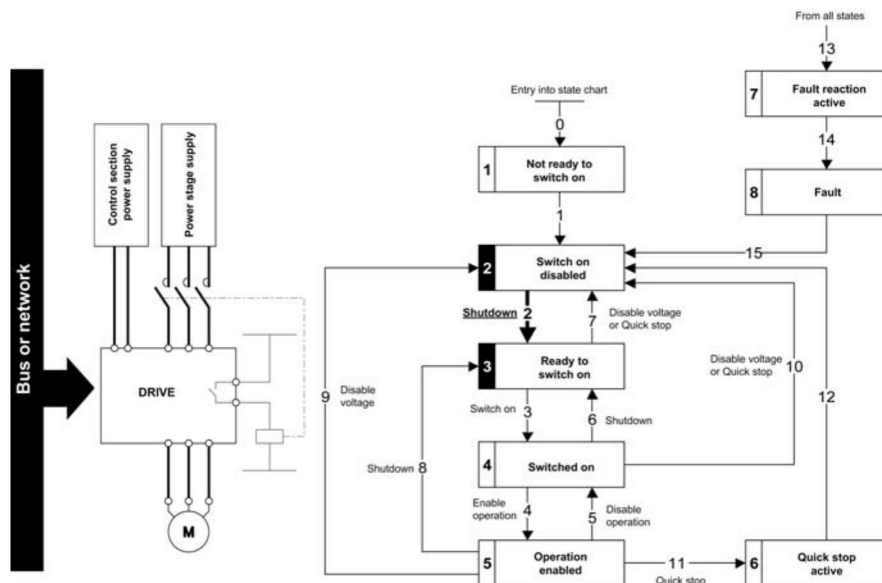 From all states
13
7
Fault reaction
active
14
8
Fault
15
Entry into state chart
0
1
Not ready to
switch on
1
2
Switch on
disabled
Shutdown
2
7
Disable voltage
or Quick stop
3
Ready to
switch on
Switch on
3
6
Shutdown
4
Switched on
Disable voltage
or Quick stop
10
12
Enable
operation
4
5
Disable
operation
5
Operation
enabled
11
Quick stop
6
Quick stop
active
9
Disable
voltage
Shutdown
8
Bus or network
Control section
power supply
Power stage supply
DRIVE
M